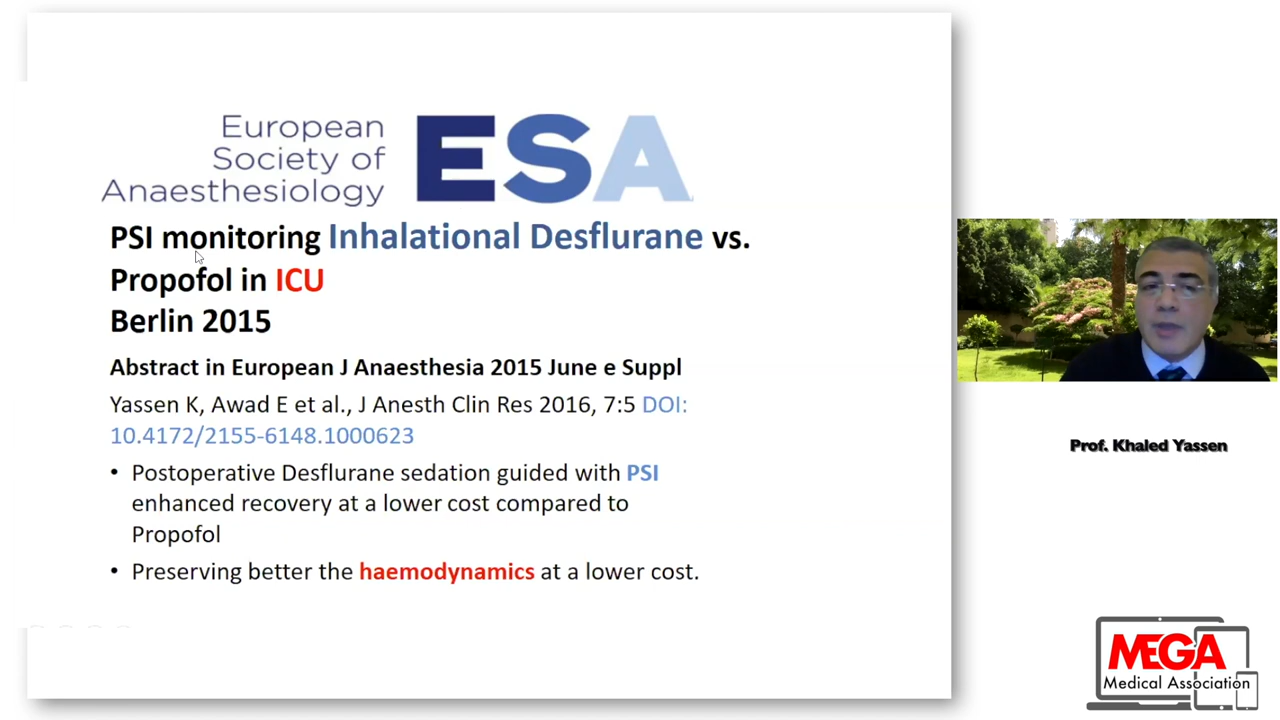 European
Society of
Anaesthesiology
ESA
PSI monitoring Inhalational Desflurane vs.
Propofol in ICU
Berlin 2015
Abstract in European J Anaesthesia 2015 June e Suppl
Yassen K, Awad E et al., J Anesth Clin Res 2016, 7:5 DOI:
10.4172/2155-6148.1000623
• Postoperative Desflurane sedation guided with PSI
enhanced recovery at a lower cost compared to
Propofol
• Preserving better the haemodynamics at a lower cost.
Prof. Khaled Yassen
MEGA
Medical Association